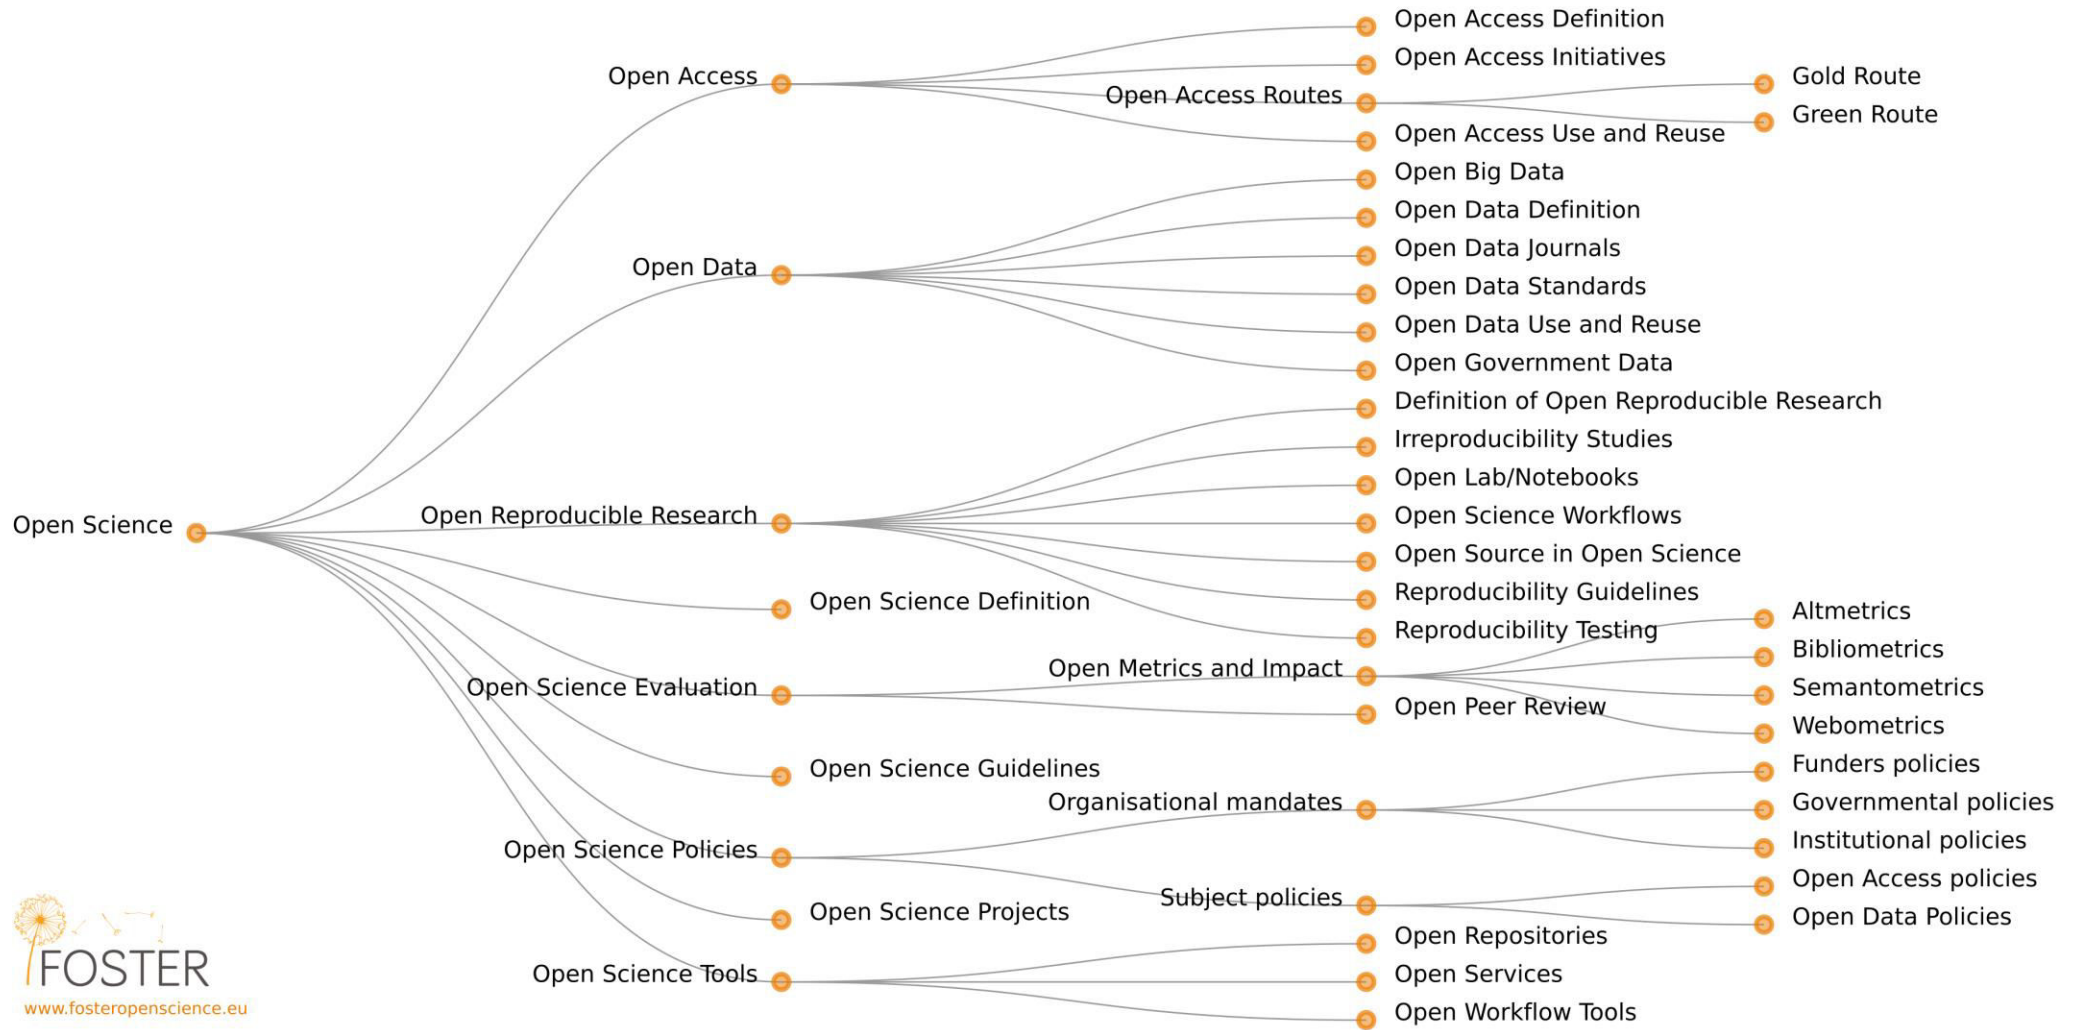 Open Science
Open Access
Open Access Definition
Open Access Initiatives
Open Access Routes
Gold Route
Green Route
Open Access Use and Reuse
Open Data
Open Big Data
Open Data Definition
Open Data Journals
Open Data Standards
Open Data Use and Reuse
Open Government Data
Open Reproducible Research
Definition of Open Reproducible Research
Irreproducibility Studies
Open Lab/Notebooks
Open Science Workflows
Open Source in Open Science
Reproducibility Guidelines
Reproducibility Testing
Open Science Definition
Open Science Evaluation
Open Metrics and Impact
Altmetrics
Bibliometrics
Semantometrics
Webometrics
Open Peer Review
Open Science Guidelines
Open Science Policies
Organisational mandates
Funders policies
Governmental policies
Institutional policies
Subject policies
Open Access policies
Open Data Policies
Open Science Projects
Open Science Tools
Open Repositories
Open Services
Open Workflow Tools
FOSTER
www.fosteropenscience.eu